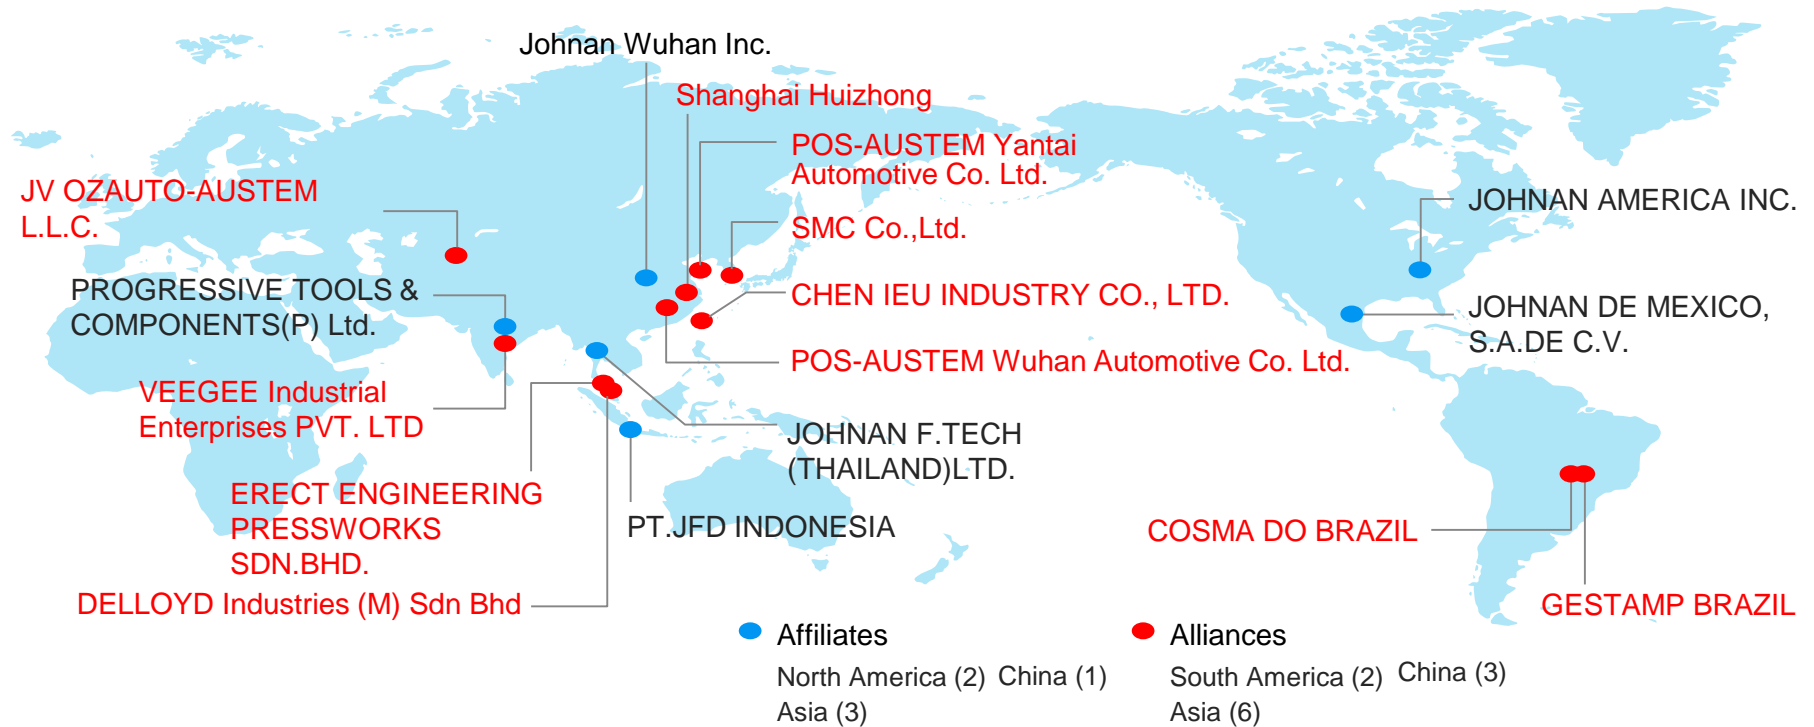 Johnan Wuhan Inc.
Shanghai Huizhong
POS-AUSTEM Yantai
Automotive Co. Ltd.
JV OZAUTO-AUSTEM
L.L.C.
SMC Co.,Ltd.
JOHNAN AMERICA INC.
PROGRESSIVE TOOLS &
COMPONENTS(P) Ltd.
CHEN IEU INDUSTRY CO., LTD.
JOHNAN DE MEXICO,
S.A.DE C.V.
POS-AUSTEM Wuhan Automotive Co. Ltd.
VEEGEE Industrial
Enterprises PVT. LTD
JOHNAN F.TECH
(THAILAND)LTD.
ERECT ENGINEERING
PRESSWORKS
SDN.BHD.
PT.JFD INDONESIA
COSMA DO BRAZIL
DELLOYD Industries (M) Sdn Bhd
GESTAMP BRAZIL
Affiliates
North America (2) China (1)
Asia (3)
Alliances
South America (2) China (3)
Asia (6)